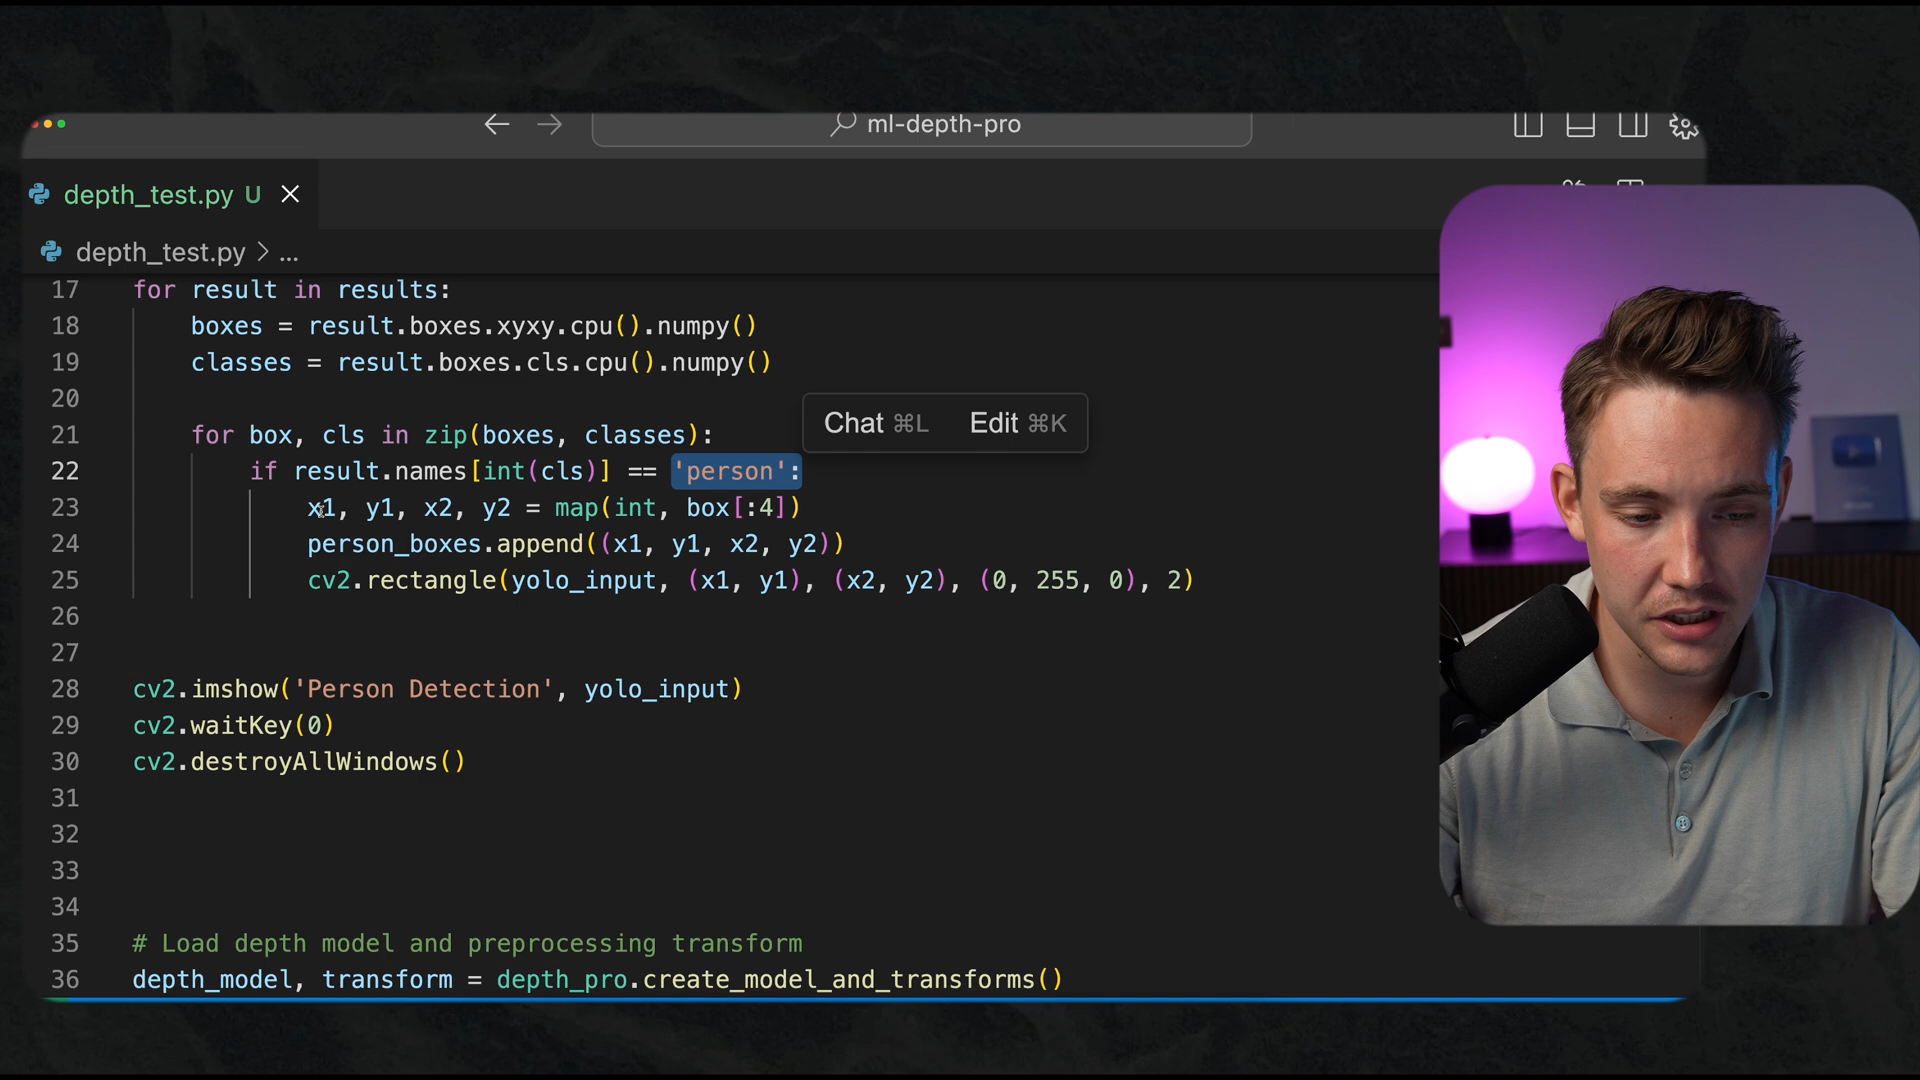 ml-depth-pro
depth_test.py U
depth_test.py > ...
17 for result in results:
18 boxes = result.boxes.xyxy.cpu().numpy()
19 classes = result.boxes.cls.cpu().numpy()
20
Chat ⌘L Edit ⌘K
21 for box, cls in zip(boxes, classes):
22 if result.names[int(cls)] == 'person':
23 x1, y1, x2, y2 = map(int, box[:4])
24 person_boxes.append((x1, y1, x2, y2))
25 cv2.rectangle(yolo_input, (x1, y1), (x2, y2), (0, 255, 0), 2)
26
27
28 cv2.imshow('Person Detection', yolo_input)
29 cv2.waitKey(0)
30 cv2.destroyAllWindows()
31
32
33
34
35 # Load depth model and preprocessing transform
36 depth_model, transform = depth_pro.create_model_and_transforms()